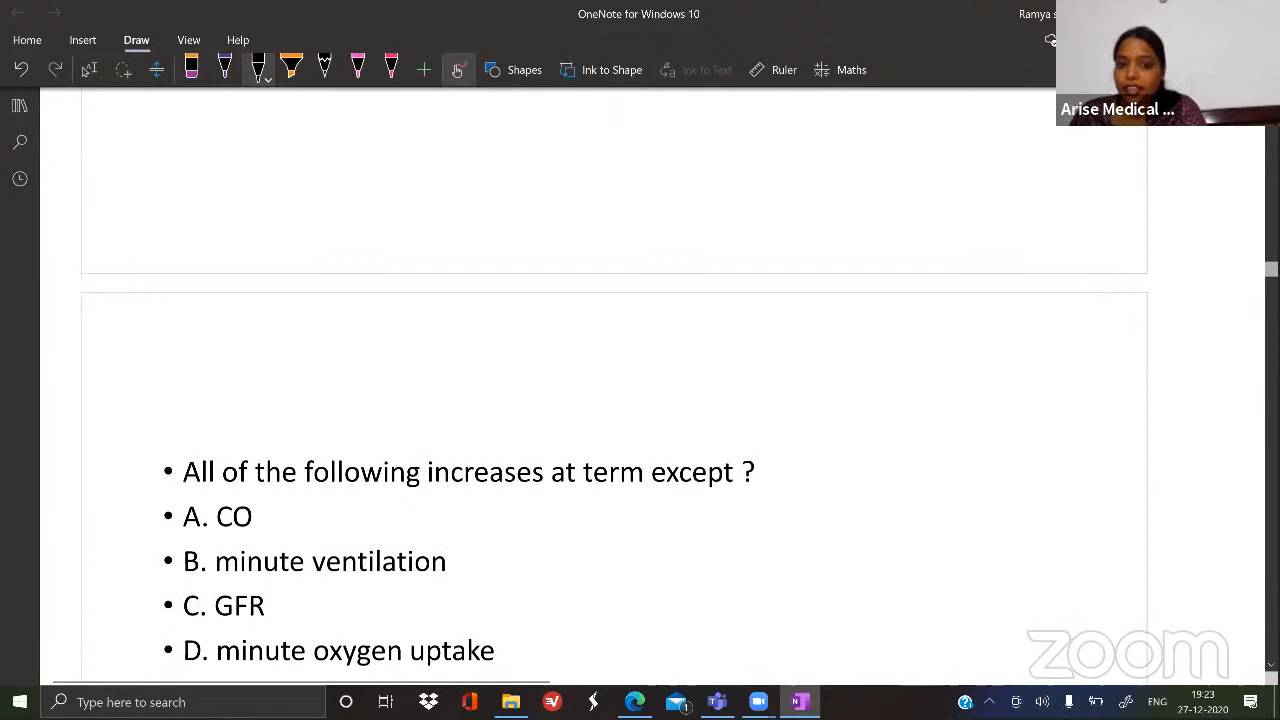 OneNote for Windows 10
Ramya s
Home Insert Draw View Help
Shapes Ink to Shape Ink to Text Ruler Maths
Arise Medical ...
• All of the following increases at term except ?
• A. CO
• B. minute ventilation
• C. GFR
• D. minute oxygen uptake
zoom
Type here to search
19:23
27-12-2020